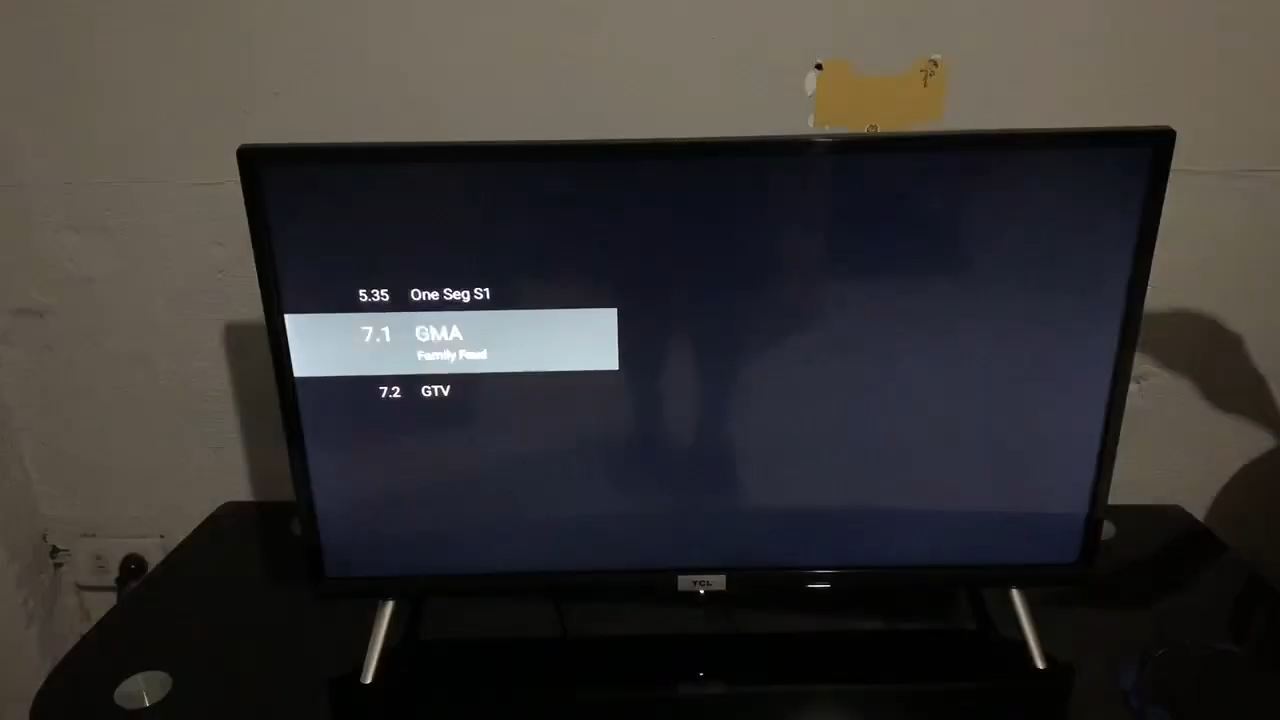 5.35 One Seg S1
7.1 GMA
Family Feud
7.2 GTV
TCL